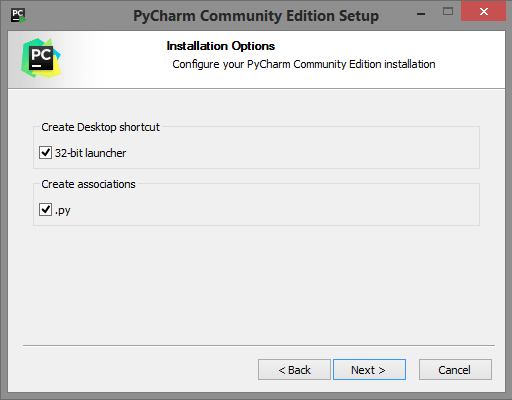 PC
PyCharm Community Edition Setup
PC
Installation Options
Configure your PyCharm Community Edition installation
Create Desktop shortcut
32-bit launcher
Create associations
.py
< Back
Next >
Cancel